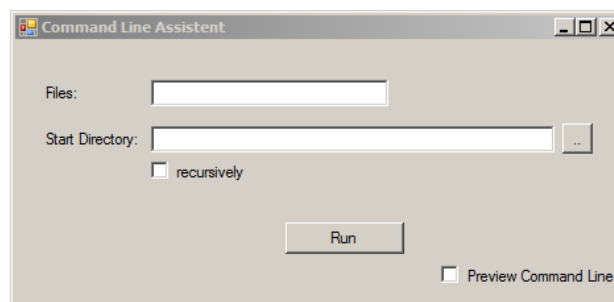 Command Line Assistent
Files:
Start Directory:
..
recursively
Run
Preview Command Line